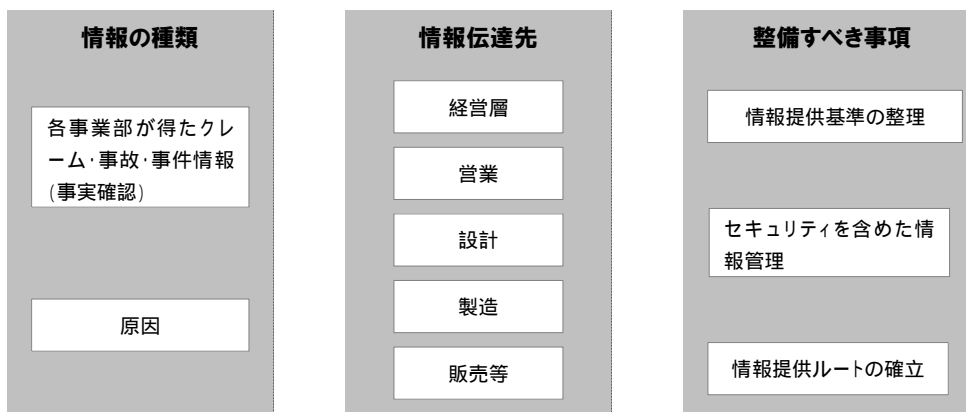 情報の種類
各事業部が得たクレ
ーム・事故・事件情報
(事実確認)
原因
情報伝達先
経営層
営業
設計
製造
販売等
整備すべき事項
情報提供基準の整理
セキュリティを含めた情
報管理
情報提供ルートの確立